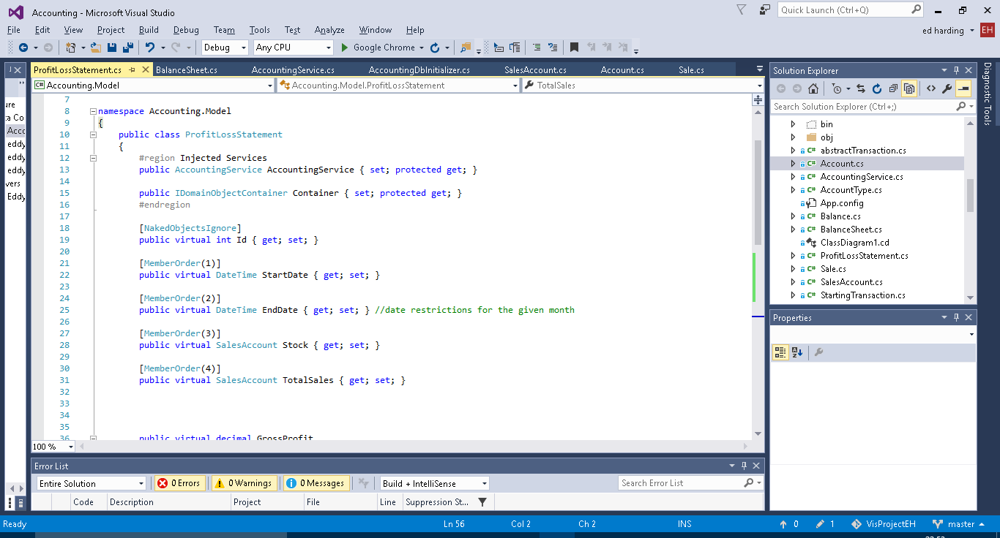 Accounting - Microsoft Visual Studio
Quick Launch (Ctrl+Q)
File Edit View Project Build Debug Team Tools Test Analyze Window Help
ed harding EH
Debug Any CPU Google Chrome
ProfitLossStatement.cs BalanceSheet.cs AccountingService.cs AccountingDbInitializer.cs SalesAccount.cs Account.cs Sale.cs
Accounting.Model Accounting.Model.ProfitLossStatement TotalSales
7
8 namespace Accounting.Model
9 {
10 public class ProfitLossStatement
11 {
12 #region Injected Services
13 public AccountingService AccountingService { set; protected get; }
14
15 public IDomainObjectContainer Container { set; protected get; }
16 #endregion
17
18 [NakedObjectsIgnore]
19 public virtual int Id { get; set; }
20
21 [MemberOrder(1)]
22 public virtual DateTime StartDate { get; set; }
23
24 [MemberOrder(2)]
25 public virtual DateTime EndDate { get; set; } //date restrictions for the given month
26
27 [MemberOrder(3)]
28 public virtual SalesAccount Stock { get; set; }
29
30 [MemberOrder(4)]
31 public virtual SalesAccount TotalSales { get; set; }
32
33
34
35
36 public virtual decimal GrossProfit
100 %
ure
ta Co
Acco
eddy
eddy
eddy
vers
Eddy
Solution Explorer
Search Solution Explorer (Ctrl+;)
bin
obj
abstractTransaction.cs
Account.cs
AccountingService.cs
AccountType.cs
App.config
Balance.cs
BalanceSheet.cs
ClassDiagram1.cd
ProfitLossStatement.cs
Sale.cs
SalesAccount.cs
StartingTransaction.cs
Properties
Diagnostic Tools
Error List
Entire Solution 0 Errors 0 Warnings 0 Messages Build + IntelliSense Search Error List
Code Description Project File Line Suppression St...
Ready Ln 56 Col 2 Ch 2 INS 0 1 VisProjectEH master